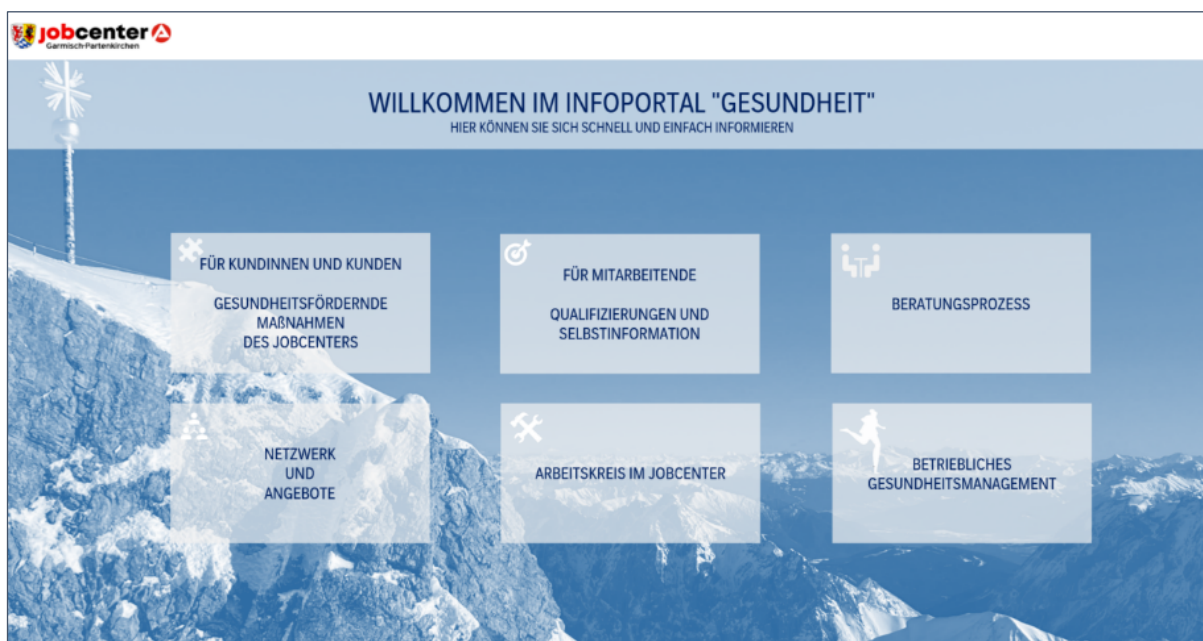 jobcenter
Garmisch-Partenkirchen
WILLKOMMEN IM INFOPORTAL "GESUNDHEIT"
HIER KÖNNEN SIE SICH SCHNELL UND EINFACH INFORMIEREN
FÜR KUNDINNEN UND KUNDEN
GESUNDHEITSFÖRDERNDE
MAßNAHMEN
DES JOBCENTERS
FÜR MITARBEITENDE
QUALIFIZIERUNGEN UND
SELBSTINFORMATION
BERATUNGSPROZESS
NETZWERK
UND
ANGEBOTE
ARBEITSKREIS IM JOBCENTER
BETRIEBLICHES
GESUNDHEITSMANAGEMENT